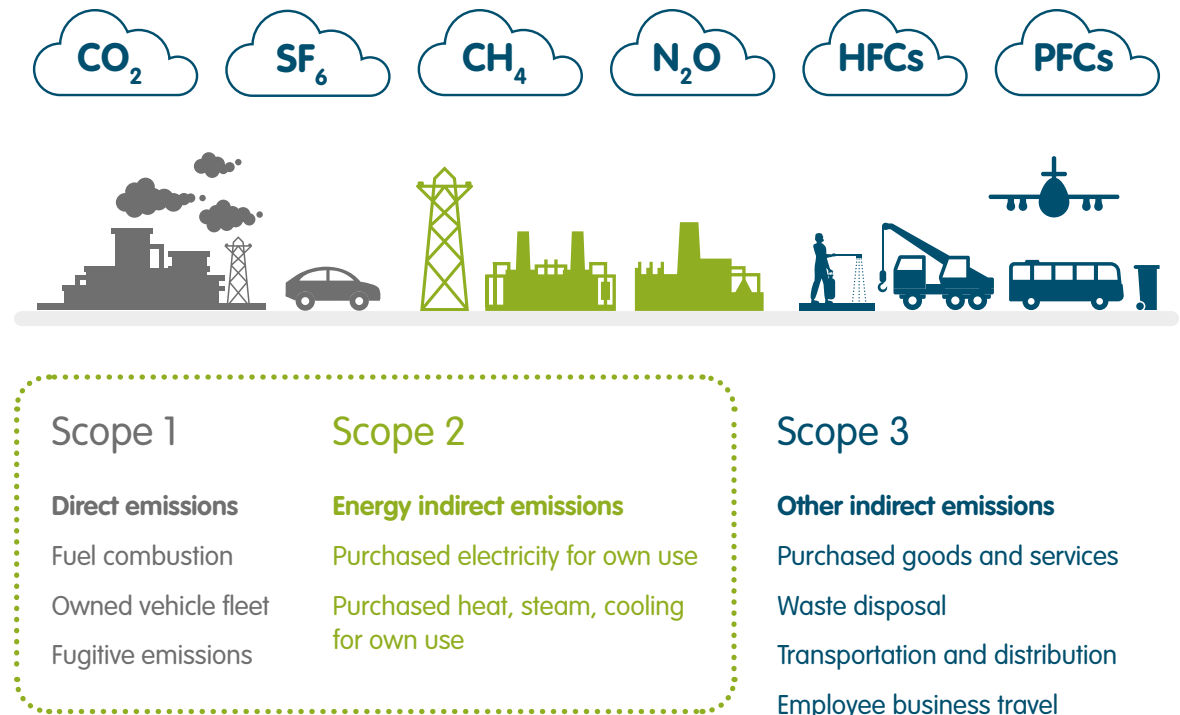 CO₂
SF₆
CH₄
N₂O
HFCs
PFCs
Scope 1
Direct emissions
Fuel combustion
Owned vehicle fleet
Fugitive emissions
Scope 2
Energy indirect emissions
Purchased electricity for own use
Purchased heat, steam, cooling
for own use
Scope 3
Other indirect emissions
Purchased goods and services
Waste disposal
Transportation and distribution
Employee business travel